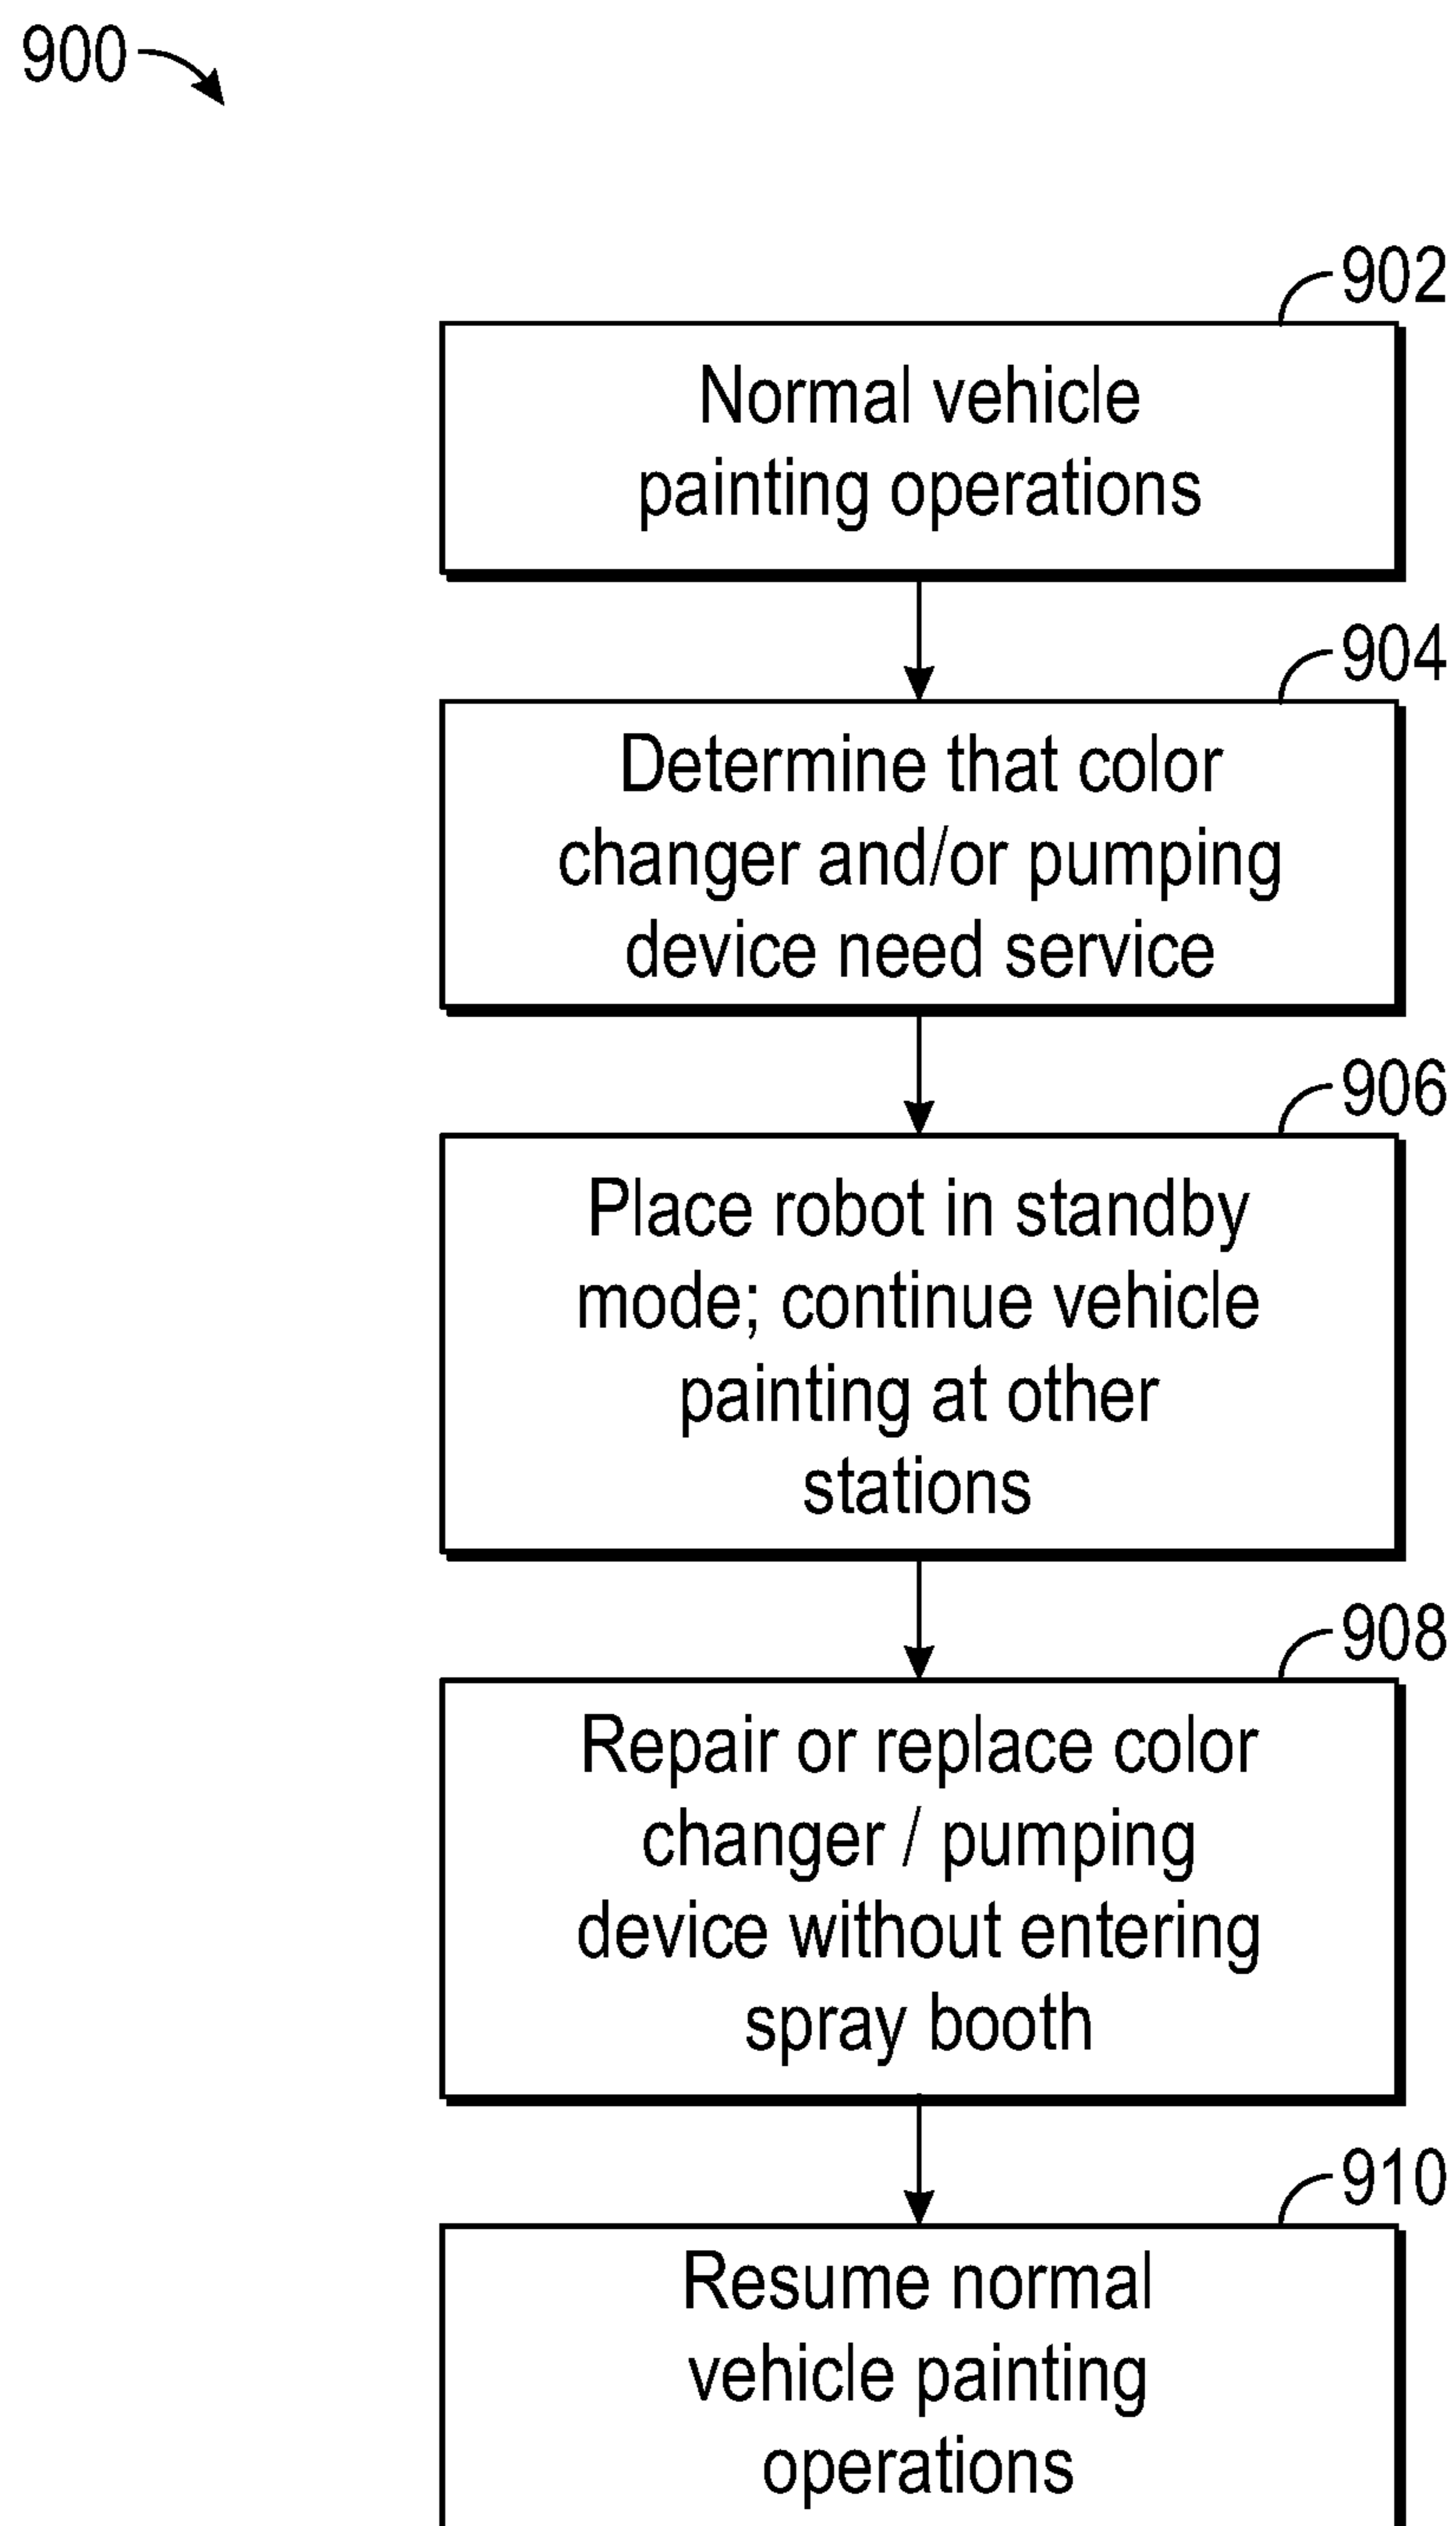 900
902
Normal vehicle
painting operations
904
Determine that color
changer and/or pumping
device need service
906
Place robot in standby
mode; continue vehicle
painting at other
stations
908
Repair or replace color
changer / pumping
device without entering
spray booth
910
Resume normal
vehicle painting
operations